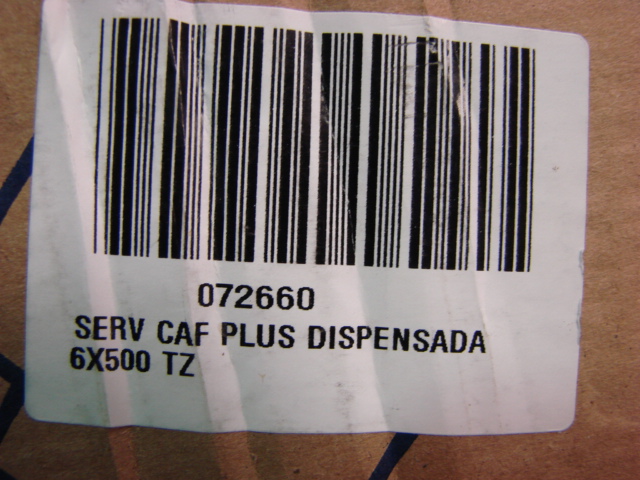 072660
SERV CAF PLUS DISPENSADA
6X500 TZ